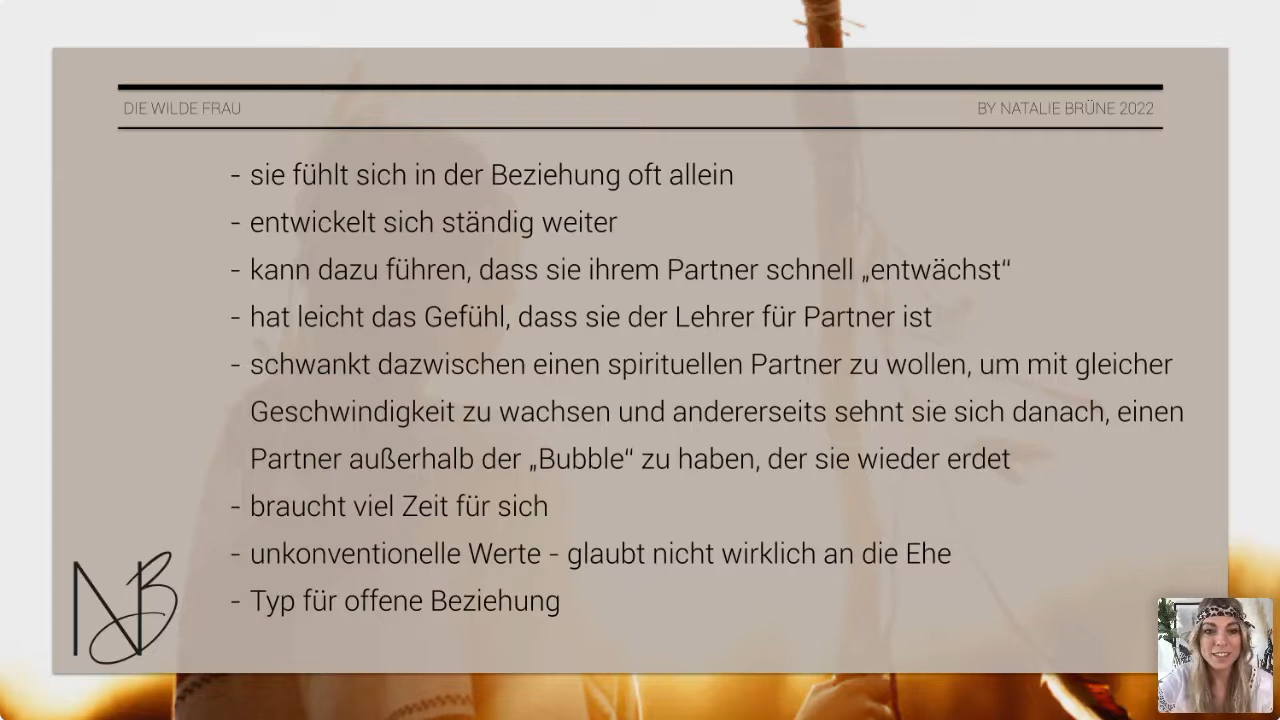 DIE WILDE FRAU
BY NATALIE BRÜNE 2022
- sie fühlt sich in der Beziehung oft allein
- entwickelt sich ständig weiter
- kann dazu führen, dass sie ihrem Partner schnell „entwächst“
- hat leicht das Gefühl, dass sie der Lehrer für Partner ist
- schwankt dazwischen einen spirituellen Partner zu wollen, um mit gleicher
Geschwindigkeit zu wachsen und andererseits sehnt sie sich danach, einen
Partner außerhalb der „Bubble“ zu haben, der sie wieder erdet
- braucht viel Zeit für sich
- unkonventionelle Werte - glaubt nicht wirklich an die Ehe
- Typ für offene Beziehung
NB